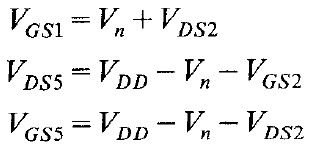 V_{GS1} = V_n + V_{DS2}
V_{DS5} = V_{DD} - V_n - V_{GS2}
V_{GS5} = V_{DD} - V_n - V_{DS2}